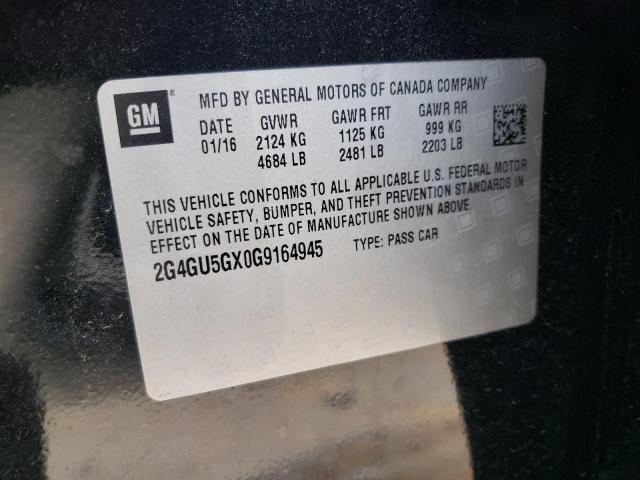 GM ® MFD BY GENERAL MOTORS OF CANADA COMPANY
DATE GVWR GAWR FRT GAWR RR
01/16 2124 KG 1125 KG 999 KG
4684 LB 2481 LB 2203 LB
THIS VEHICLE CONFORMS TO ALL APPLICABLE U.S. FEDERAL MOTOR
VEHICLE SAFETY, BUMPER, AND THEFT PREVENTION STANDARDS IN
EFFECT ON THE DATE OF MANUFACTURE SHOWN ABOVE.
2G4GU5GX0G9164945 TYPE: PASS CAR